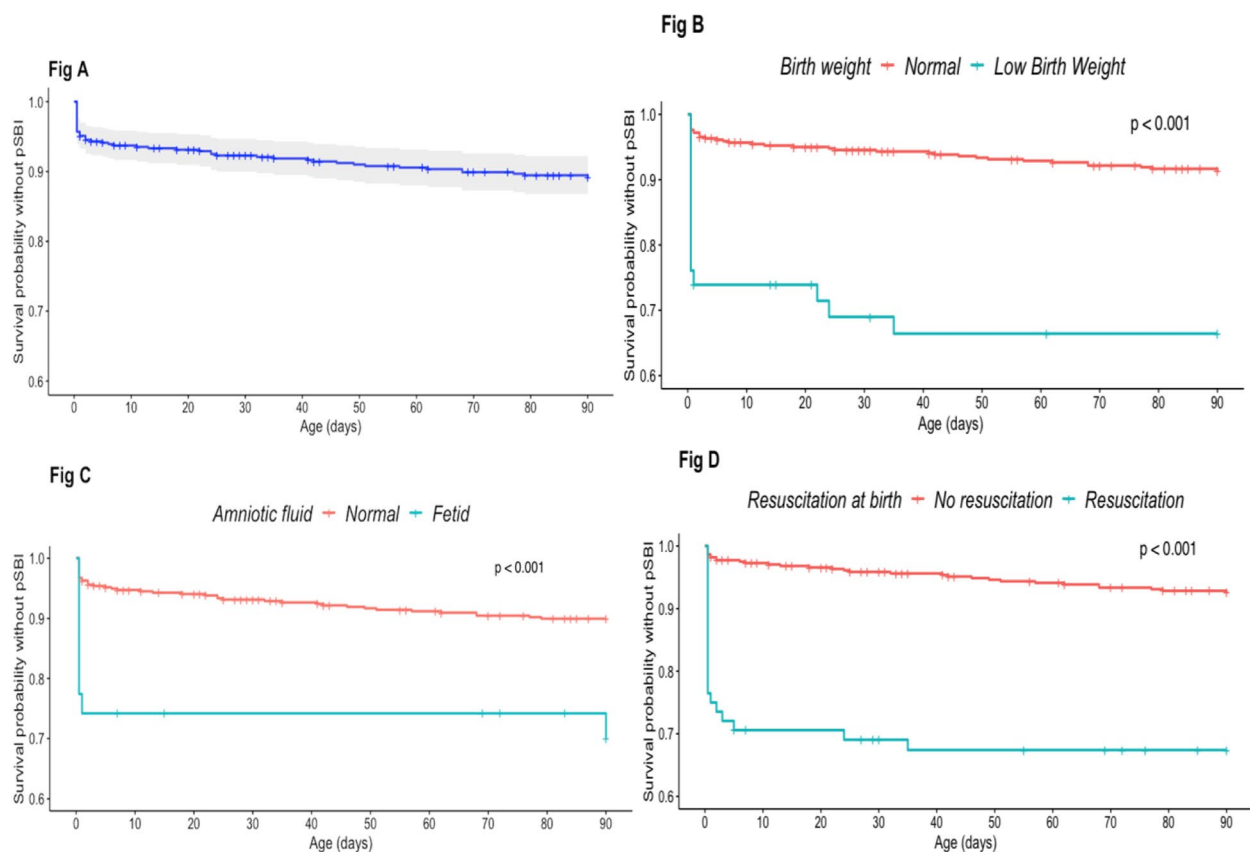 Fig A
Survival probability without pSBI
1.0
0.9
0.8
0.7
0.6
0 10 20 30 40 50 60 70 80 90
Age (days)
Fig B
Birth weight Normal Low Birth Weight
p < 0.001
Survival probability without pSBI
1.0
0.9
0.8
0.7
0.6
0 10 20 30 40 50 60 70 80 90
Age (days)
Fig C
Amniotic fluid Normal Fetid
p < 0.001
Survival probability without pSBI
1.0
0.9
0.8
0.7
0.6
0 10 20 30 40 50 60 70 80 90
Age (days)
Fig D
Resuscitation at birth No resuscitation Resuscitation
p < 0.001
Survival probability without pSBI
1.0
0.9
0.8
0.7
0.6
0 10 20 30 40 50 60 70 80 90
Age (days)